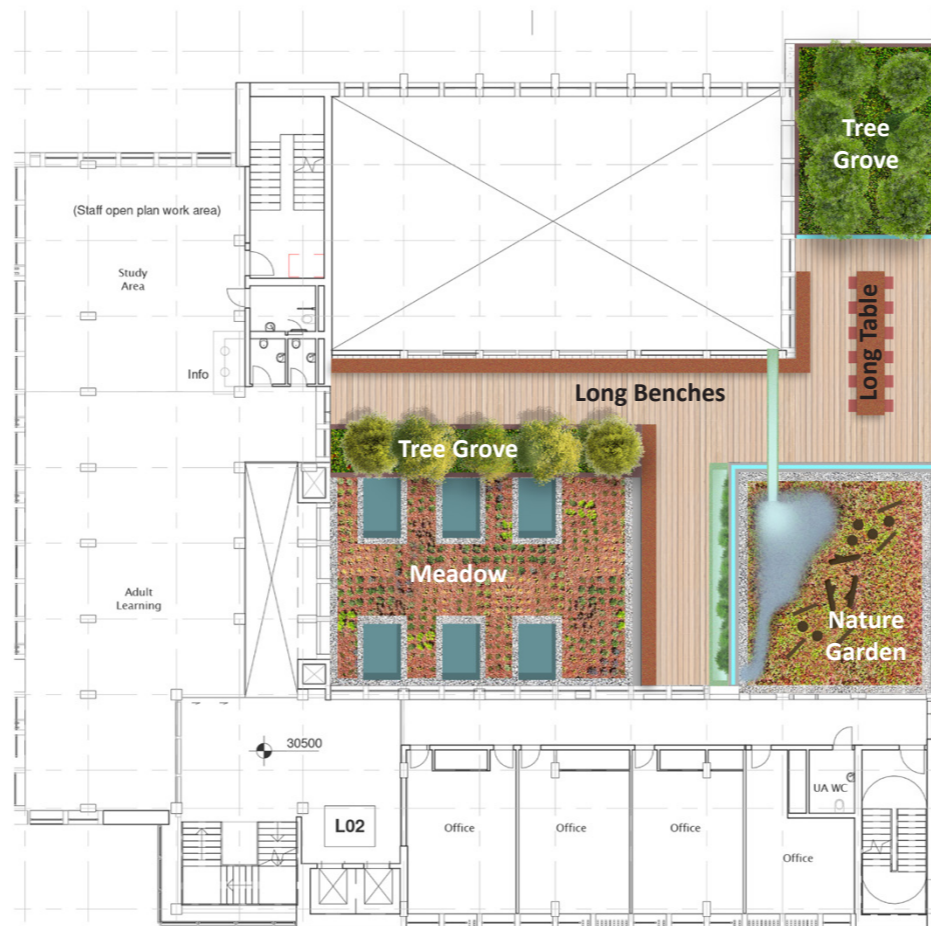 Tree
Grove
(Staff open plan work area)
Study
Area
Long Table
Info
Long Benches
Tree Grove
Meadow
Adult
Learning
Nature
Garden
30500
UA WC
L02
Office
Office
Office
Office